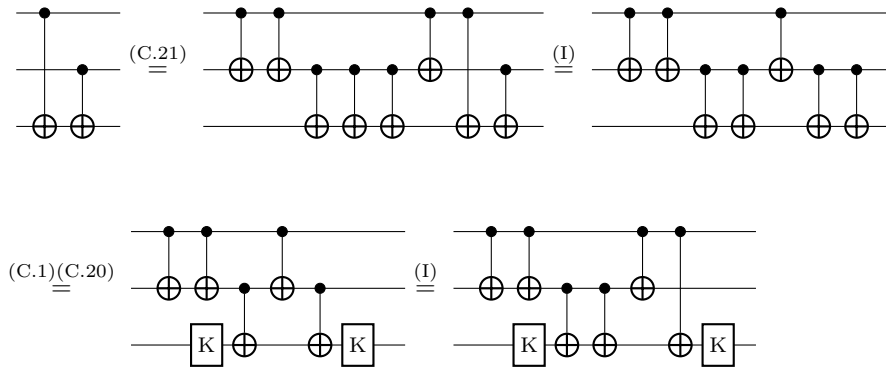 (C.21)
=
(I)
=
(C.1)(C.20)
=
K
K
(I)
=
K
K